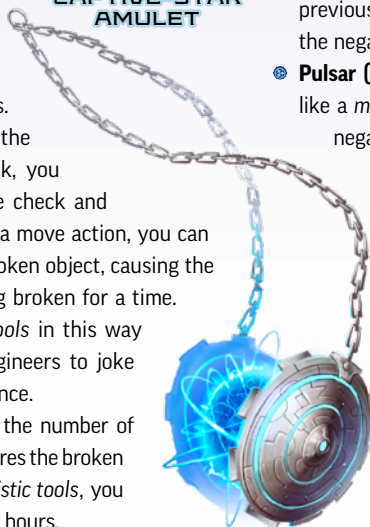 AMULET
previous
the nega
Pulsar (
like a m
nega
s.
the
k, you
e check and
a move action, you can
oken object, causing the
g broken for a time.
ools in this way
gineers to joke
nce.
the number of
res the broken
istic tools, you
hours.